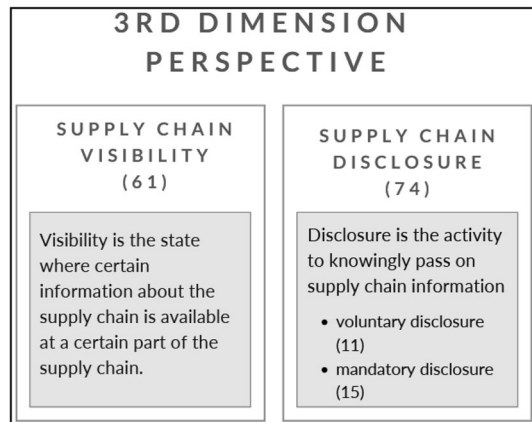 3RD DIMENSION
PERSPECTIVE
SUPPLY CHAIN
VISIBILITY
(61)
Visibility is the state
where certain
information about the
supply chain is available
at a certain part of the
supply chain.
SUPPLY CHAIN
DISCLOSURE
(74)
Disclosure is the activity
to knowingly pass on
supply chain information
• voluntary disclosure
(11)
• mandatory disclosure
(15)